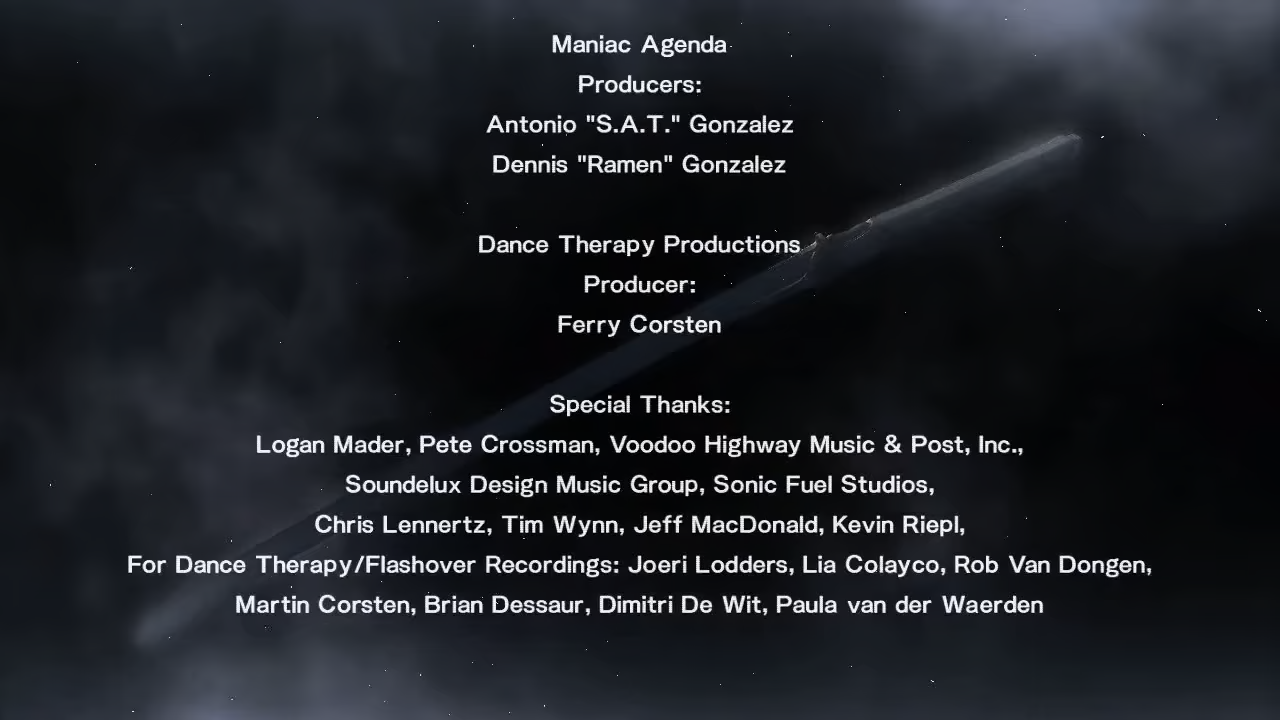 Maniac Agenda
Producers:
Antonio "S.A.T." Gonzalez
Dennis "Ramen" Gonzalez
Dance Therapy Productions
Producer:
Ferry Corsten
Special Thanks:
Logan Mader, Pete Crossman, Voodoo Highway Music & Post, Inc.,
Soundelux Design Music Group, Sonic Fuel Studios,
Chris Lennertz, Tim Wynn, Jeff MacDonald, Kevin Riepl,
For Dance Therapy/Flashover Recordings: Joeri Lodders, Lia Colayco, Rob Van Dongen,
Martin Corsten, Brian Dessaur, Dimitri De Wit, Paula van der Waerden